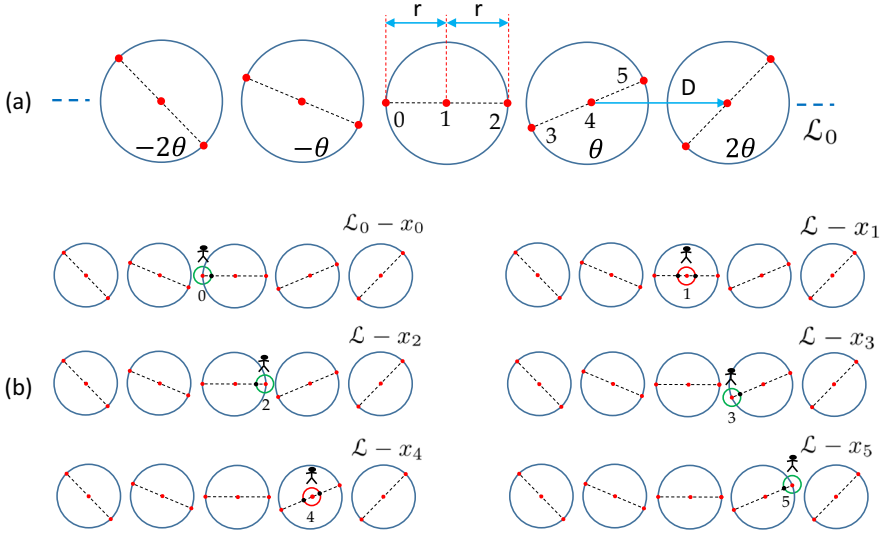 r r
(a)
0 1 2 3 4 5 D
−2θ −θ θ 2θ
ℒ₀
ℒ₀ − x₀
0
ℒ − x₁
1
(b)
ℒ − x₂
2
ℒ − x₃
3
ℒ − x₄
4
ℒ − x₅
5